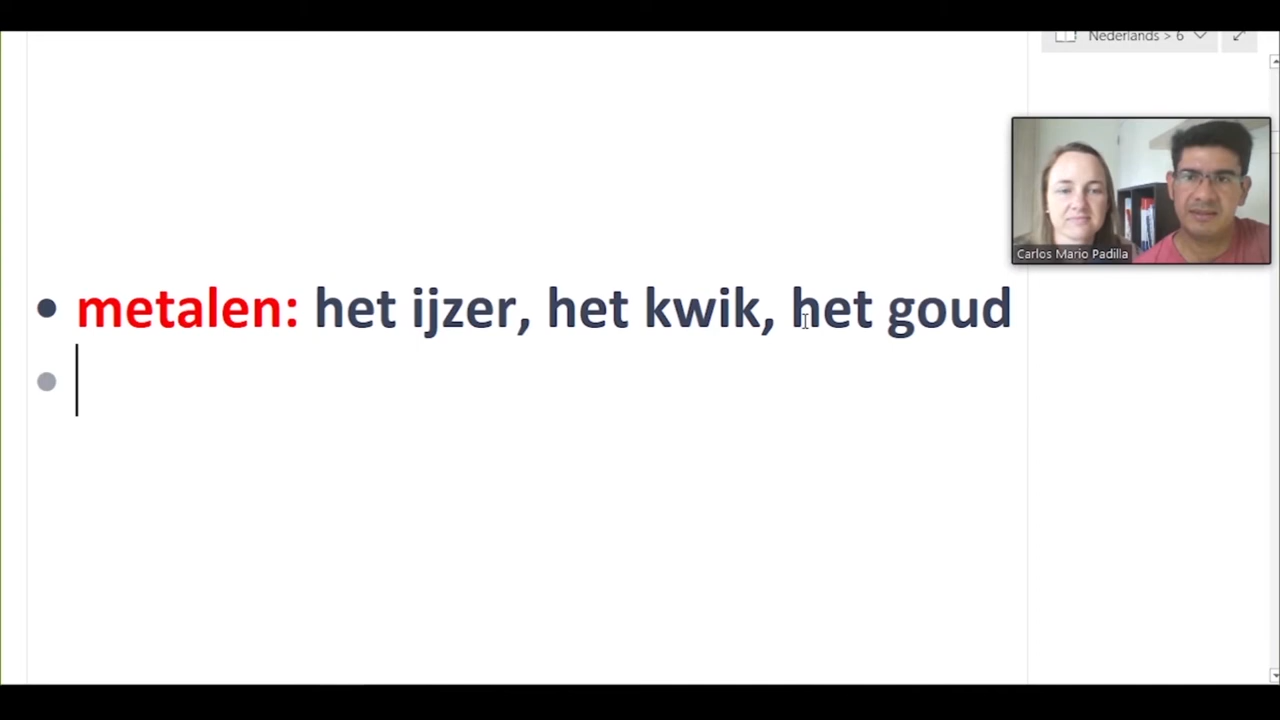 Nederlands > 6
Carlos Mario Padilla
• metalen: het ijzer, het kwik, het goud